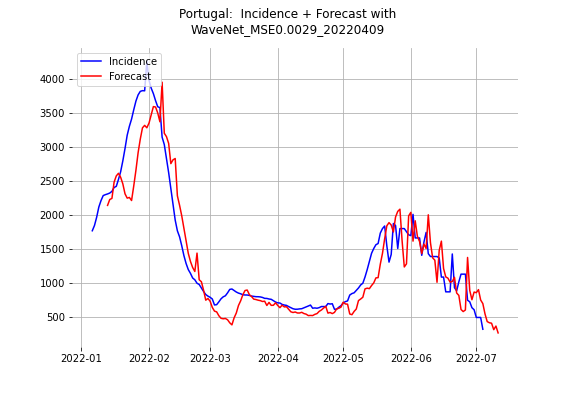 Portugal:  Incidence + Forecast with
WaveNet_MSE0.0029_20220409
Incidence
Forecast
4000
3500
3000
2500
2000
1500
1000
500
2022-01 2022-02 2022-03 2022-04 2022-05 2022-06 2022-07